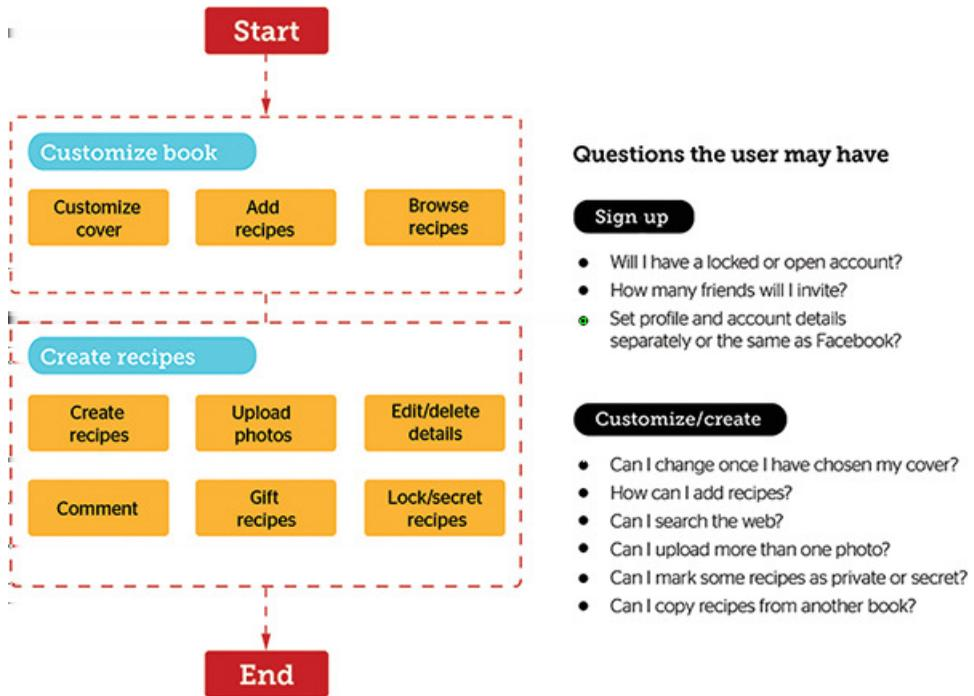 Start
Customize book
Customize
cover
Add
recipes
Browse
recipes
Create recipes
Create
recipes
Upload
photos
Edit/delete
details
Comment
Gift
recipes
Lock/secret
recipes
End
Questions the user may have
Sign up
Will I have a locked or open account?
How many friends will I invite?
Set profile and account details
separately or the same as Facebook?
Customize/create
Can I change once I have chosen my cover?
How can I add recipes?
Can I search the web?
Can I upload more than one photo?
Can I mark some recipes as private or secret?
Can I copy recipes from another book?